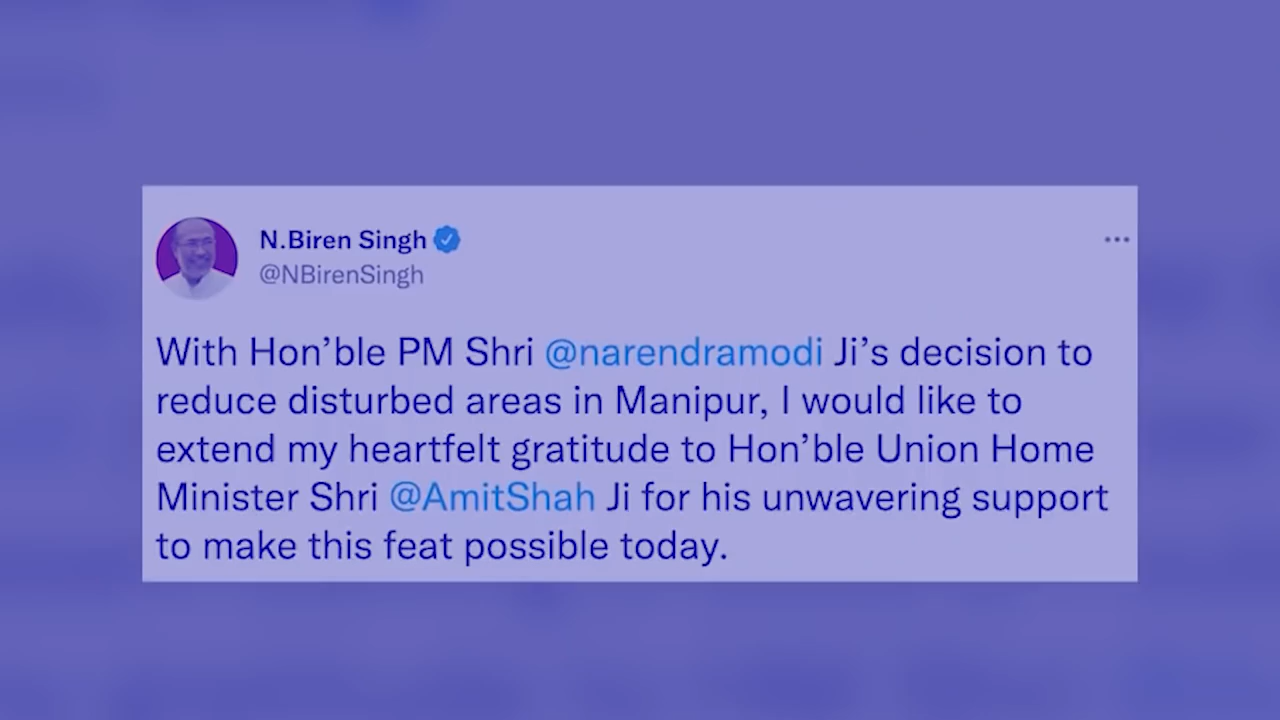 N.Biren Singh
@NBirenSingh
With Hon’ble PM Shri @narendramodi Ji’s decision to
reduce disturbed areas in Manipur, I would like to
extend my heartfelt gratitude to Hon’ble Union Home
Minister Shri @AmitShah Ji for his unwavering support
to make this feat possible today.